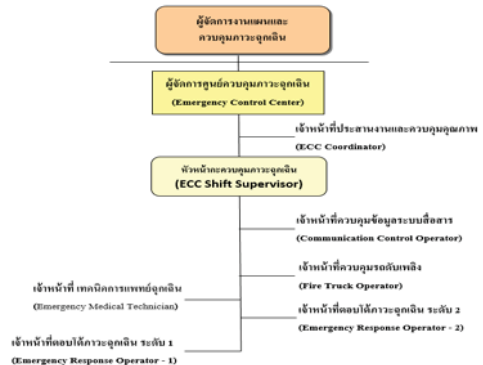 ผู้จัดการงานแผนและ
ควบคุมภาวะฉุกเฉิน
ผู้จัดการศูนย์ควบคุมภาวะฉุกเฉิน
(Emergency Control Center)
เจ้าหน้าที่ประสานงานและควบคุมคุณภาพ
(ECC Coordinator)
หัวหน้ากะควบคุมภาวะฉุกเฉิน
(ECC Shift Supervisor)
เจ้าหน้าที่ควบคุมข้อมูลระบบสื่อสาร
(Communication Control Operator)
เจ้าหน้าที่ควบคุมรถดับเพลิง
(Fire Truck Operator)
เจ้าหน้าที่ เทคนิคการแพทย์ฉุกเฉิน
(Emergency Medical Technician)
เจ้าหน้าที่ตอบโต้ภาวะฉุกเฉิน ระดับ 2
(Emergency Response Operator - 2)
เจ้าหน้าที่ตอบโต้ภาวะฉุกเฉิน ระดับ 1
(Emergency Response Operator - 1)